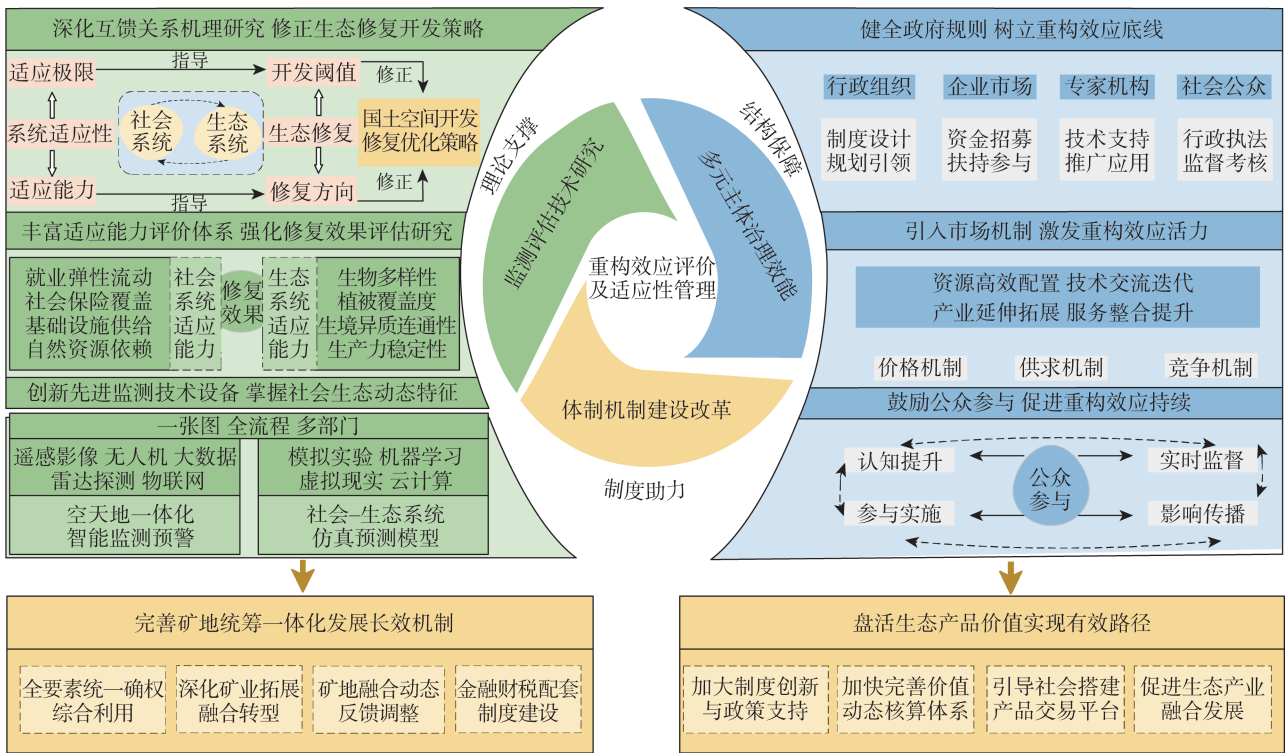 深化互馈关系机理研究 修正生态修复开发策略
适应极限
指导
开发阈值
修正
系统适应性
社会
系统
生态
系统
生态修复
国土空间开发
修复优化策略
适应能力
指导
修复方向
修正
丰富适应能力评价体系 强化修复效果评估研究
就业弹性流动
社会保险覆盖
基础设施供给
自然资源依赖
社会
系统
适应
能力
修复
效果
生态
系统
适应
能力
生物多样性
植被覆盖度
生境异质连通性
生产力稳定性
创新先进监测技术设备 掌握社会生态动态特征
一张图 全流程 多部门
遥感影像 无人机 大数据
雷达探测 物联网
空天地一体化
智能监测预警
模拟实验 机器学习
虚拟现实 云计算
社会–生态系统
仿真预测模型
理论支撑
监测评估技术研究
结构保障
多元主体治理效能
重构效应评价
及适应性管理
体制机制建设改革
制度助力
健全政府规则 树立重构效应底线
行政组织
企业市场
专家机构
社会公众
制度设计
规划引领
资金招募
扶持参与
技术支持
推广应用
行政执法
监督考核
引入市场机制 激发重构效应活力
资源高效配置 技术交流迭代
产业延伸拓展 服务整合提升
价格机制
供求机制
竞争机制
鼓励公众参与 促进重构效应持续
认知提升
实时监督
公众
参与
参与实施
影响传播
完善矿地统筹一体化发展长效机制
全要素统一确权
综合利用
深化矿业拓展
融合转型
矿地融合动态
反馈调整
金融财税配套
制度建设
盘活生态产品价值实现有效路径
加大制度创新
与政策支持
加快完善价值
动态核算体系
引导社会搭建
产品交易平台
促进生态产业
融合发展